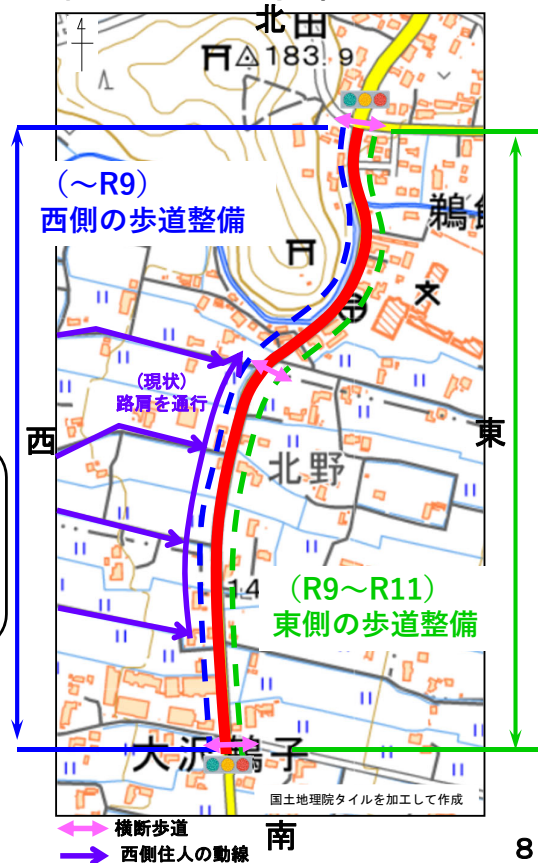 北
田
183.9
(~R9)
西側の歩道整備
鵜
(現状)
路肩を通行
西
東
北野
14
(R9~R11)
東側の歩道整備
大沢鶴子
国土地理院タイルを加工して作成
横断歩道
南
西側住人の動線
8